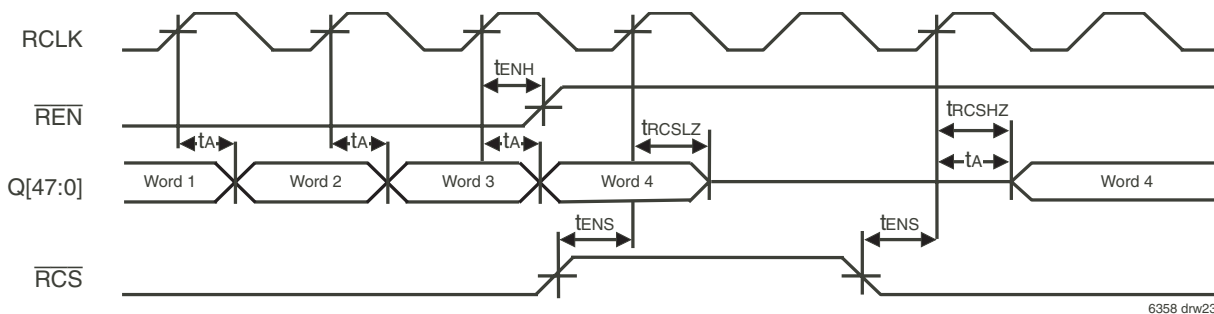 RCLK
tENH
REN
tRCSLZ
tRCSHZ
tA
tA
tA
tA
Q[47:0]
Word 1
Word 2
Word 3
Word 4
Word 4
tENS
tENS
RCS
6358 drw23